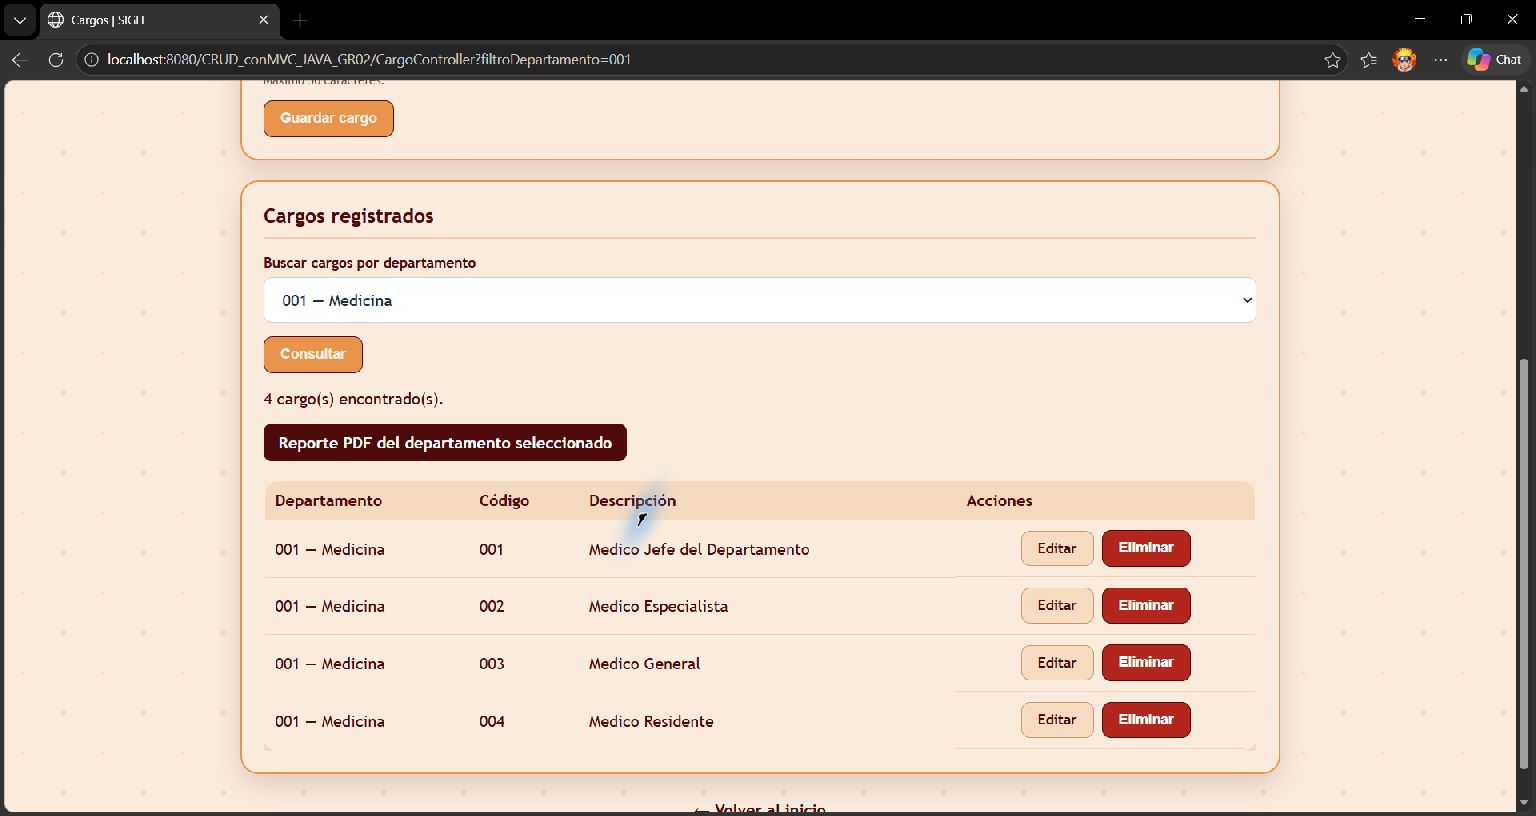 Cargos | SIGH
localhost:8080/CRUD_conMVC_JAVA_GR02/CargoController?filtroDepartamento=001
Chat
Máximo 50 caracteres.
Guardar cargo
Cargos registrados
Buscar cargos por departamento
001 — Medicina
Consultar
4 cargo(s) encontrado(s).
Reporte PDF del departamento seleccionado
Departamento Código Descripción Acciones
001 — Medicina 001 Medico Jefe del Departamento Editar Eliminar
001 — Medicina 002 Medico Especialista Editar Eliminar
001 — Medicina 003 Medico General Editar Eliminar
001 — Medicina 004 Medico Residente Editar Eliminar
← Volver al inicio